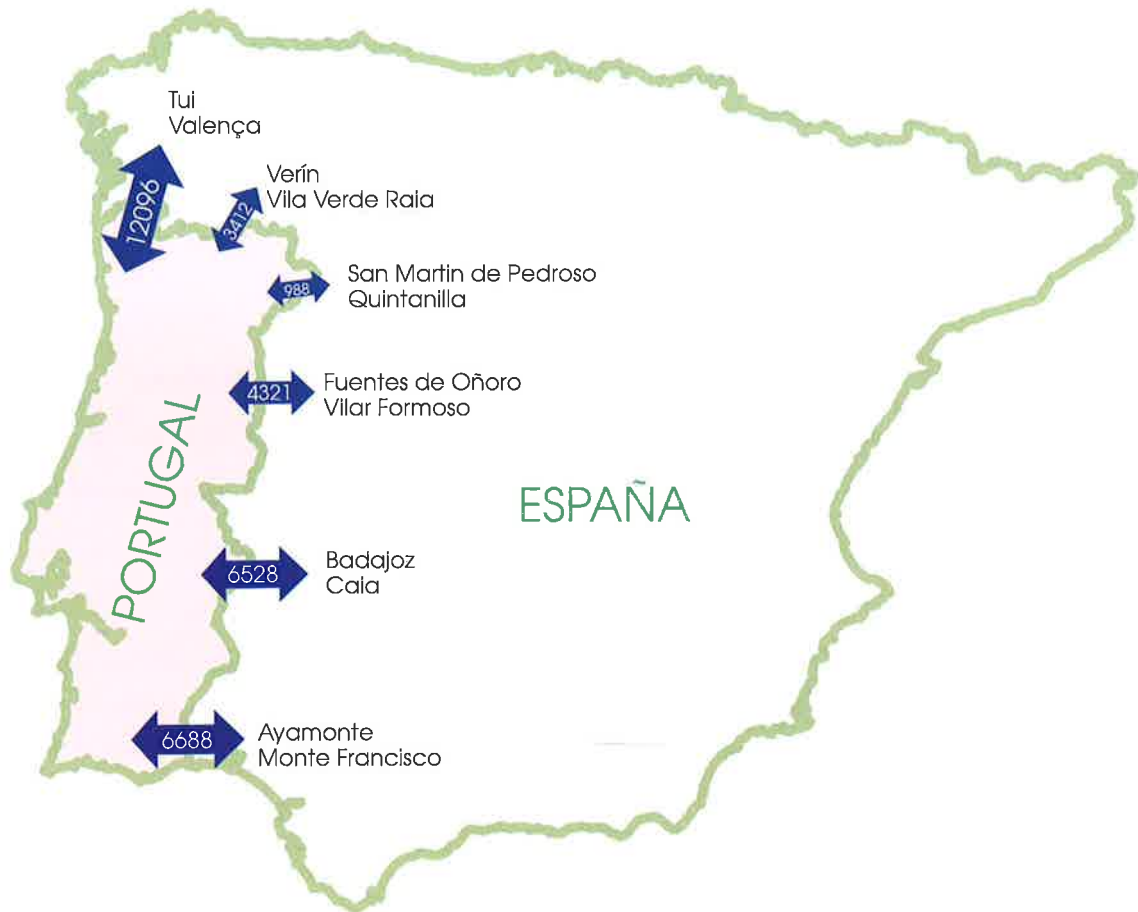 Tui
Valença
12096
Verín
Vila Verde Raia
3412
San Martin de Pedroso
Quintanilla
988
Fuentes de Oñoro
Vilar Formoso
4321
PORTUGAL
ESPAÑA
Badajoz
Caia
6528
Ayamonte
Monte Francisco
6688